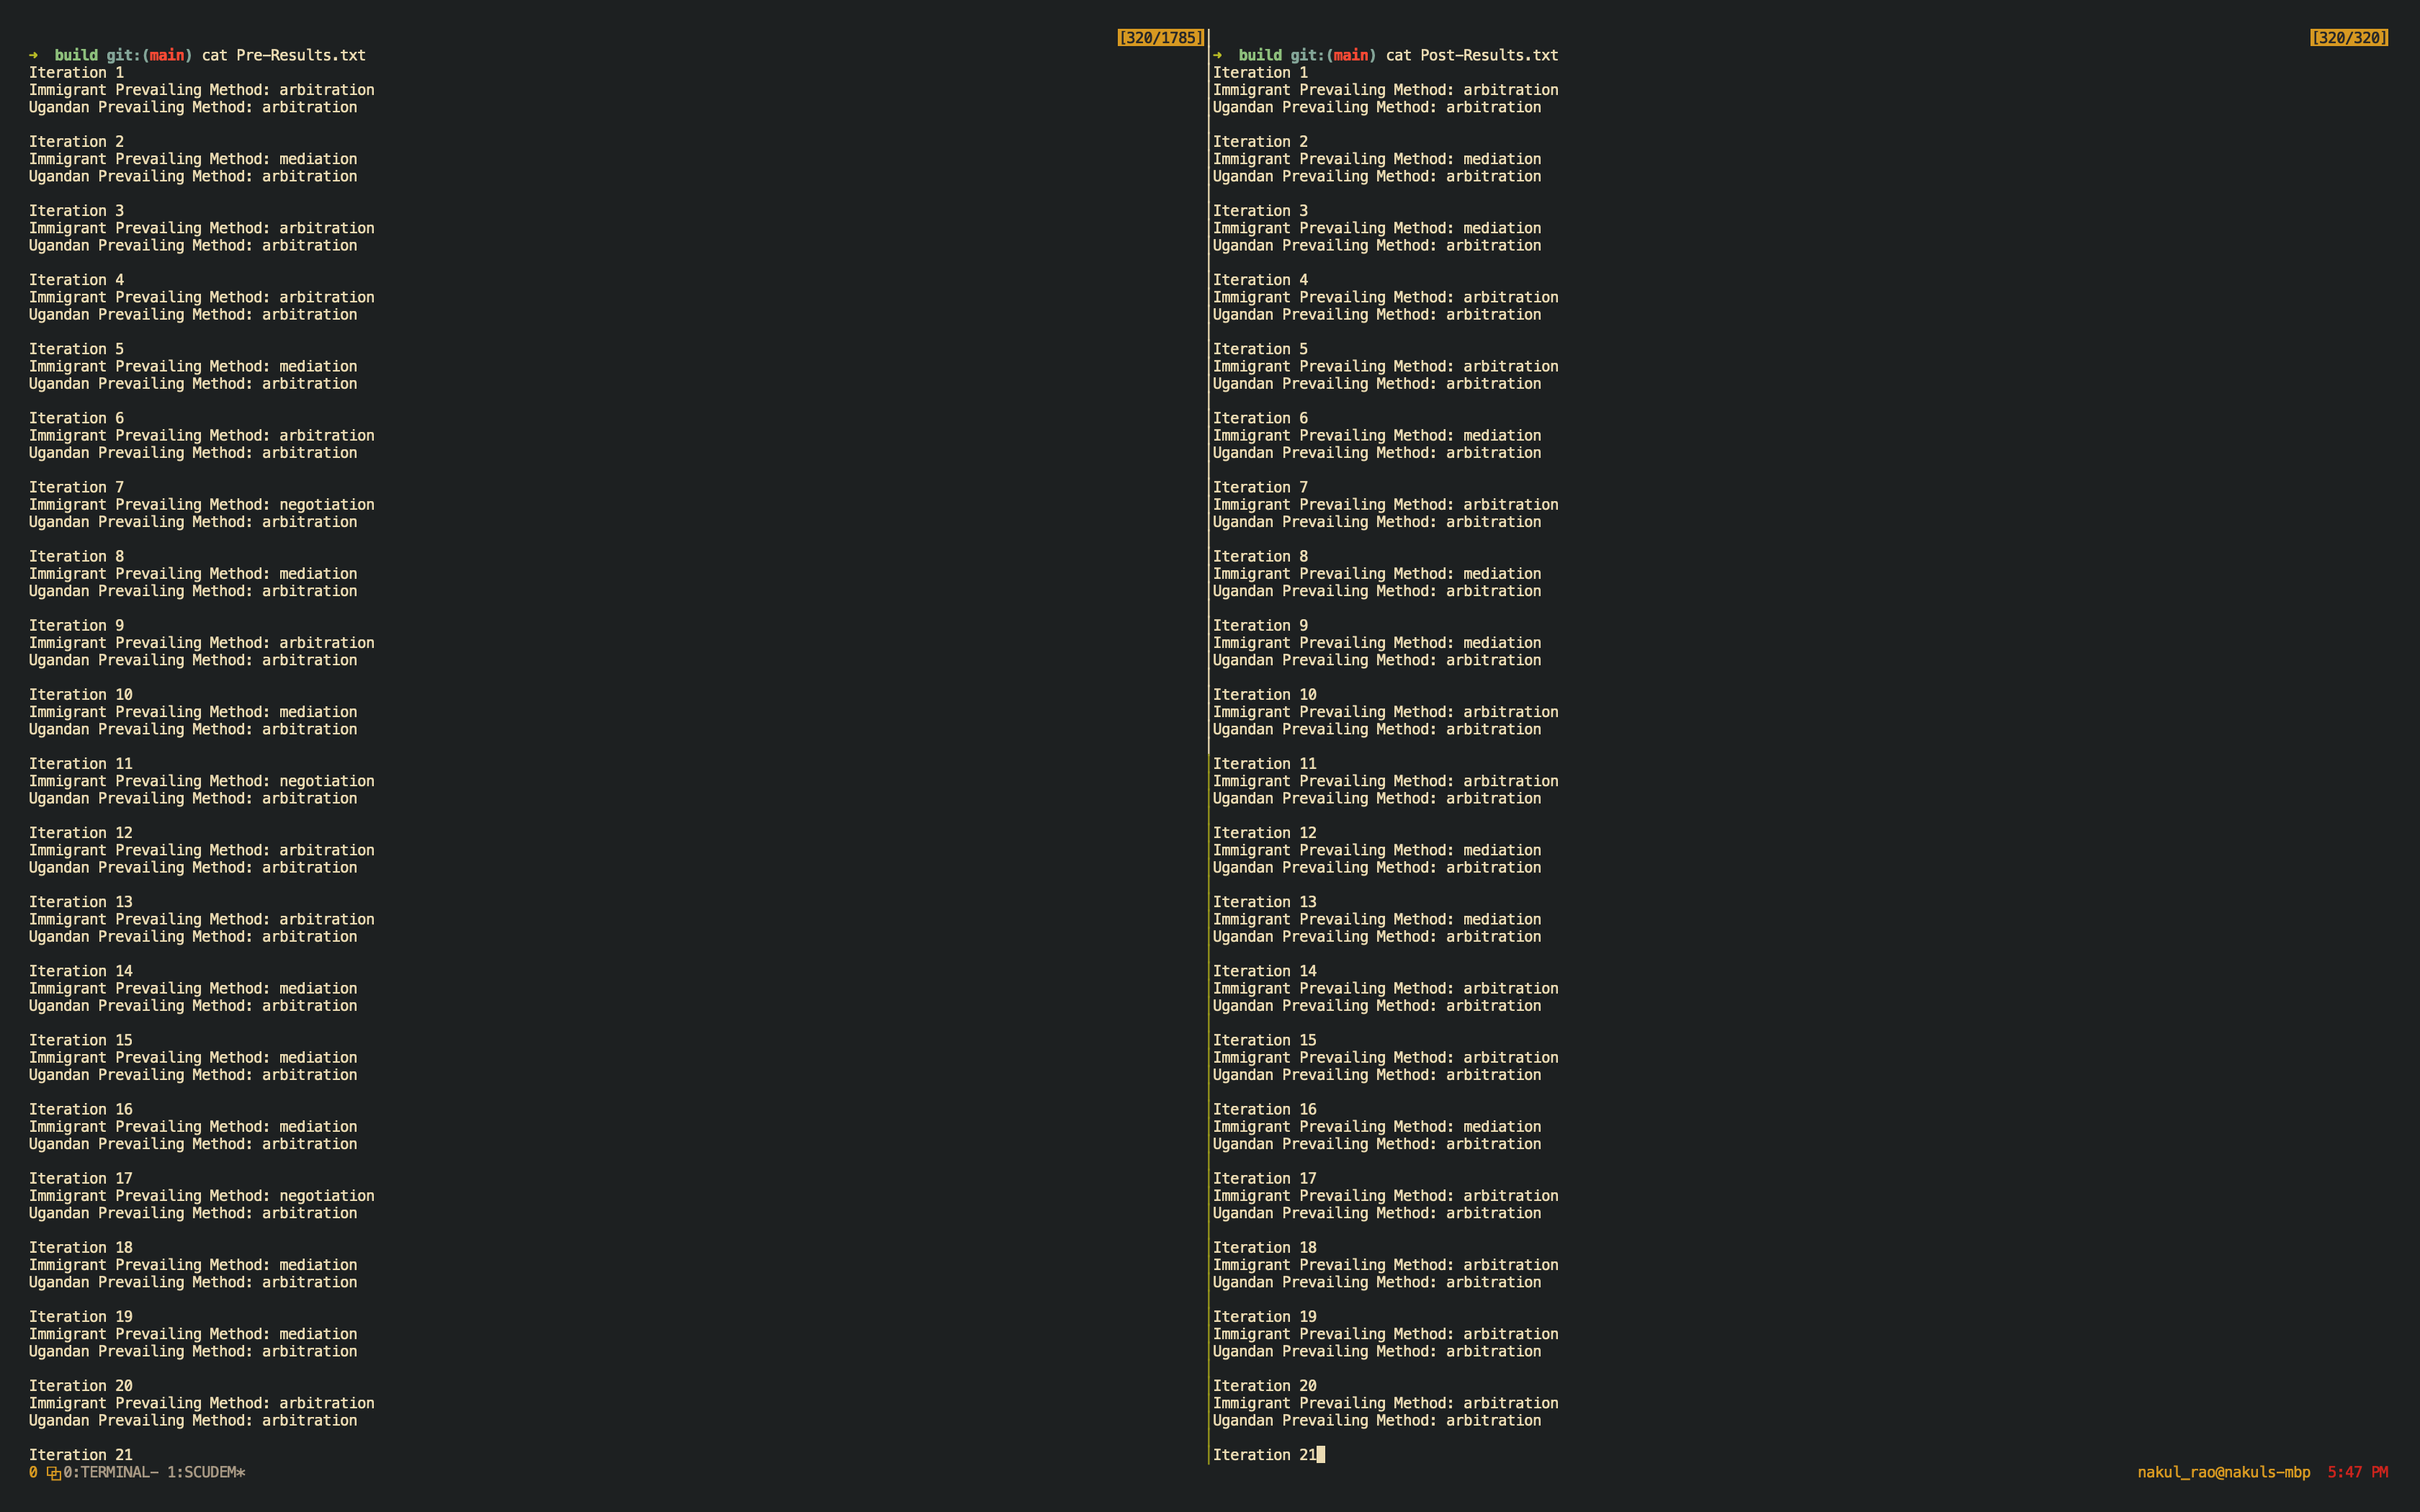 [320/1785]
➜  build git:(main) cat Pre-Results.txt
Iteration 1
Immigrant Prevailing Method: arbitration
Ugandan Prevailing Method: arbitration

Iteration 2
Immigrant Prevailing Method: mediation
Ugandan Prevailing Method: arbitration

Iteration 3
Immigrant Prevailing Method: arbitration
Ugandan Prevailing Method: arbitration

Iteration 4
Immigrant Prevailing Method: arbitration
Ugandan Prevailing Method: arbitration

Iteration 5
Immigrant Prevailing Method: mediation
Ugandan Prevailing Method: arbitration

Iteration 6
Immigrant Prevailing Method: arbitration
Ugandan Prevailing Method: arbitration

Iteration 7
Immigrant Prevailing Method: negotiation
Ugandan Prevailing Method: arbitration

Iteration 8
Immigrant Prevailing Method: mediation
Ugandan Prevailing Method: arbitration

Iteration 9
Immigrant Prevailing Method: arbitration
Ugandan Prevailing Method: arbitration

Iteration 10
Immigrant Prevailing Method: mediation
Ugandan Prevailing Method: arbitration

Iteration 11
Immigrant Prevailing Method: negotiation
Ugandan Prevailing Method: arbitration

Iteration 12
Immigrant Prevailing Method: arbitration
Ugandan Prevailing Method: arbitration

Iteration 13
Immigrant Prevailing Method: arbitration
Ugandan Prevailing Method: arbitration

Iteration 14
Immigrant Prevailing Method: mediation
Ugandan Prevailing Method: arbitration

Iteration 15
Immigrant Prevailing Method: mediation
Ugandan Prevailing Method: arbitration

Iteration 16
Immigrant Prevailing Method: mediation
Ugandan Prevailing Method: arbitration

Iteration 17
Immigrant Prevailing Method: negotiation
Ugandan Prevailing Method: arbitration

Iteration 18
Immigrant Prevailing Method: mediation
Ugandan Prevailing Method: arbitration

Iteration 19
Immigrant Prevailing Method: mediation
Ugandan Prevailing Method: arbitration

Iteration 20
Immigrant Prevailing Method: arbitration
Ugandan Prevailing Method: arbitration

Iteration 21
[320/320]
➜  build git:(main) cat Post-Results.txt
Iteration 1
Immigrant Prevailing Method: arbitration
Ugandan Prevailing Method: arbitration

Iteration 2
Immigrant Prevailing Method: mediation
Ugandan Prevailing Method: arbitration

Iteration 3
Immigrant Prevailing Method: mediation
Ugandan Prevailing Method: arbitration

Iteration 4
Immigrant Prevailing Method: arbitration
Ugandan Prevailing Method: arbitration

Iteration 5
Immigrant Prevailing Method: arbitration
Ugandan Prevailing Method: arbitration

Iteration 6
Immigrant Prevailing Method: mediation
Ugandan Prevailing Method: arbitration

Iteration 7
Immigrant Prevailing Method: arbitration
Ugandan Prevailing Method: arbitration

Iteration 8
Immigrant Prevailing Method: mediation
Ugandan Prevailing Method: arbitration

Iteration 9
Immigrant Prevailing Method: mediation
Ugandan Prevailing Method: arbitration

Iteration 10
Immigrant Prevailing Method: arbitration
Ugandan Prevailing Method: arbitration

Iteration 11
Immigrant Prevailing Method: arbitration
Ugandan Prevailing Method: arbitration

Iteration 12
Immigrant Prevailing Method: mediation
Ugandan Prevailing Method: arbitration

Iteration 13
Immigrant Prevailing Method: mediation
Ugandan Prevailing Method: arbitration

Iteration 14
Immigrant Prevailing Method: arbitration
Ugandan Prevailing Method: arbitration

Iteration 15
Immigrant Prevailing Method: arbitration
Ugandan Prevailing Method: arbitration

Iteration 16
Immigrant Prevailing Method: mediation
Ugandan Prevailing Method: arbitration

Iteration 17
Immigrant Prevailing Method: arbitration
Ugandan Prevailing Method: arbitration

Iteration 18
Immigrant Prevailing Method: arbitration
Ugandan Prevailing Method: arbitration

Iteration 19
Immigrant Prevailing Method: arbitration
Ugandan Prevailing Method: arbitration

Iteration 20
Immigrant Prevailing Method: arbitration
Ugandan Prevailing Method: arbitration

Iteration 21
0 0:TERMINAL- 1:SCUDEM* nakul_rao@nakuls-mbp 5:47 PM